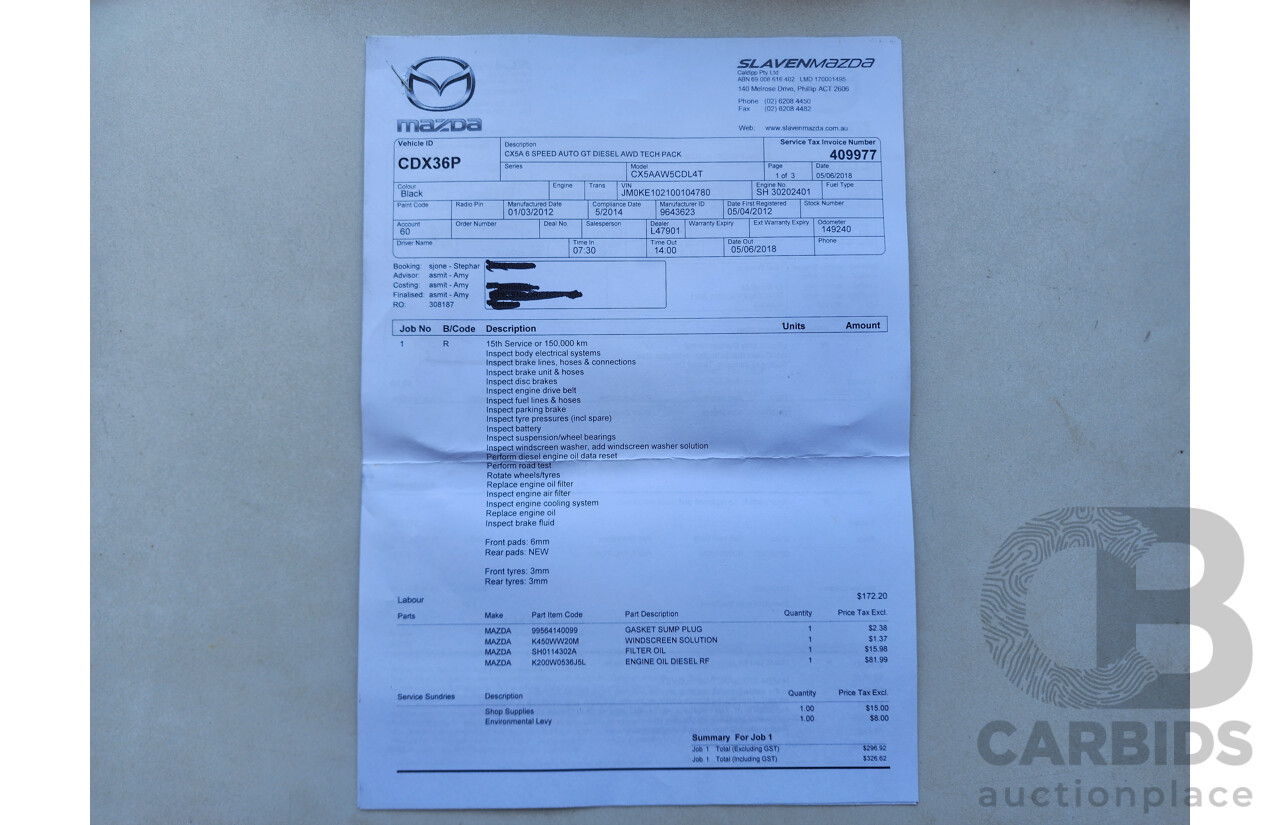 SLAVENMAZDA
Caldipp Pty Ltd
ABN 69 008 616 402 LMD 170001495
140 Melrose Drive, Phillip ACT 2606
Phone (02) 6208 4450
Fax (02) 6208 4482
mazda
Web: www.slavenmazda.com.au
Vehicle ID Description Service Tax Invoice Number
CDX36P CX5A 6 SPEED AUTO GT DIESEL AWD TECH PACK 409977
Series Model Page Date
CX5AAW5CDL4T 1 of 3 05/06/2018
Colour Engine Trans VIN Engine No. Fuel Type
Black JM0KE102100104780 SH 30202401
Paint Code Radio Pin Manufactured Date Compliance Date Manufacturer ID Date First Registered Stock Number
01/03/2012 5/2014 9643623 05/04/2012
Account Order Number Deal No. Salesperson Dealer Warranty Expiry Ext Warranty Expiry Odometer
60 L47901 149240
Driver Name Time In Time Out Date Out Phone
07:30 14:00 05/06/2018
Booking: sjone - Stephar
Advisor: asmit - Amy
Costing: asmit - Amy
Finalised: asmit - Amy
RO: 308187
Job No B/Code Description Units Amount
1 R 15th Service or 150,000 km
Inspect body electrical systems
Inspect brake lines, hoses & connections
Inspect brake unit & hoses
Inspect disc brakes
Inspect engine drive belt
Inspect fuel lines & hoses
Inspect parking brake
Inspect tyre pressures (incl spare)
Inspect battery
Inspect suspension/wheel bearings
Inspect windscreen washer, add windscreen washer solution
Perform diesel engine oil data reset
Perform road test
Rotate wheels/tyres
Replace engine oil filter
Inspect engine air filter
Inspect engine cooling system
Replace engine oil
Inspect brake fluid
Front pads: 6mm
Rear pads: NEW
Front tyres: 3mm
Rear tyres: 3mm
Labour $172.20
Parts Make Part Item Code Part Description Quantity Price Tax Excl.
MAZDA 99564140099 GASKET SUMP PLUG 1 $2.38
MAZDA K450WW20M WINDSCREEN SOLUTION 1 $1.37
MAZDA SH0114302A FILTER OIL 1 $15.98
MAZDA K200W0536J5L ENGINE OIL DIESEL RF 1 $81.99
Service Sundries Description Quantity Price Tax Excl.
Shop Supplies 1.00 $15.00
Environmental Levy 1.00 $8.00
Summary For Job 1
Job 1 Total (Excluding GST) $296.92
Job 1 Total (Including GST) $326.62
CB
CARBIDS
auctionplace